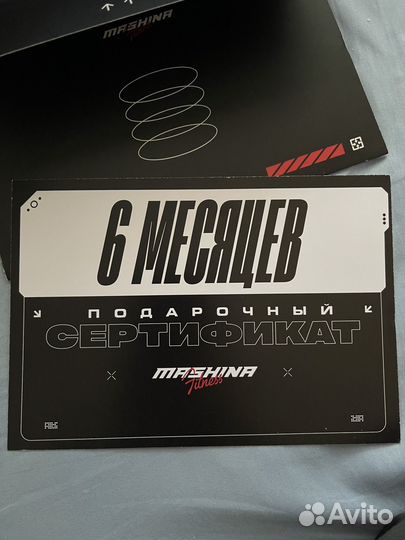 MASHINA
Fitness
6 МЕСЯЦЕВ
ПОДАРОЧНЫЙ
СЕРТИФИКАТ
MASHINA
Fitness
Avito